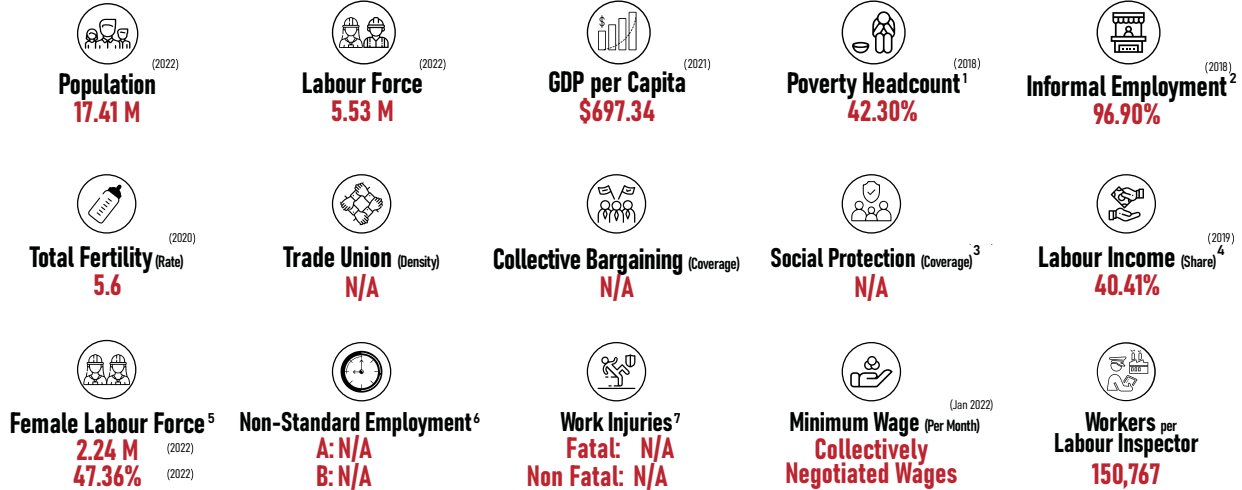 (2022)
Population
17.41 M
(2022)
Labour Force
5.53 M
$
(2021)
GDP per Capita
$697.34
(2018)
Poverty Headcount 1
42.30%
(2018)
Informal Employment 2
96.90%
(2020)
Total Fertility (Rate)
5.6
Trade Union (Density)
N/A
Collective Bargaining (Coverage)
N/A
Social Protection (Coverage) 3
N/A
(2019)
Labour Income (Share) 4
40.41%
Female Labour Force 5
2.24 M (2022)
47.36% (2022)
Non-Standard Employment 6
A: N/A
B: N/A
Work Injuries 7
Fatal: N/A
Non Fatal: N/A
(Jan 2022)
Minimum Wage (Per Month)
Collectively
Negotiated Wages
Workers per
Labour Inspector
150,767